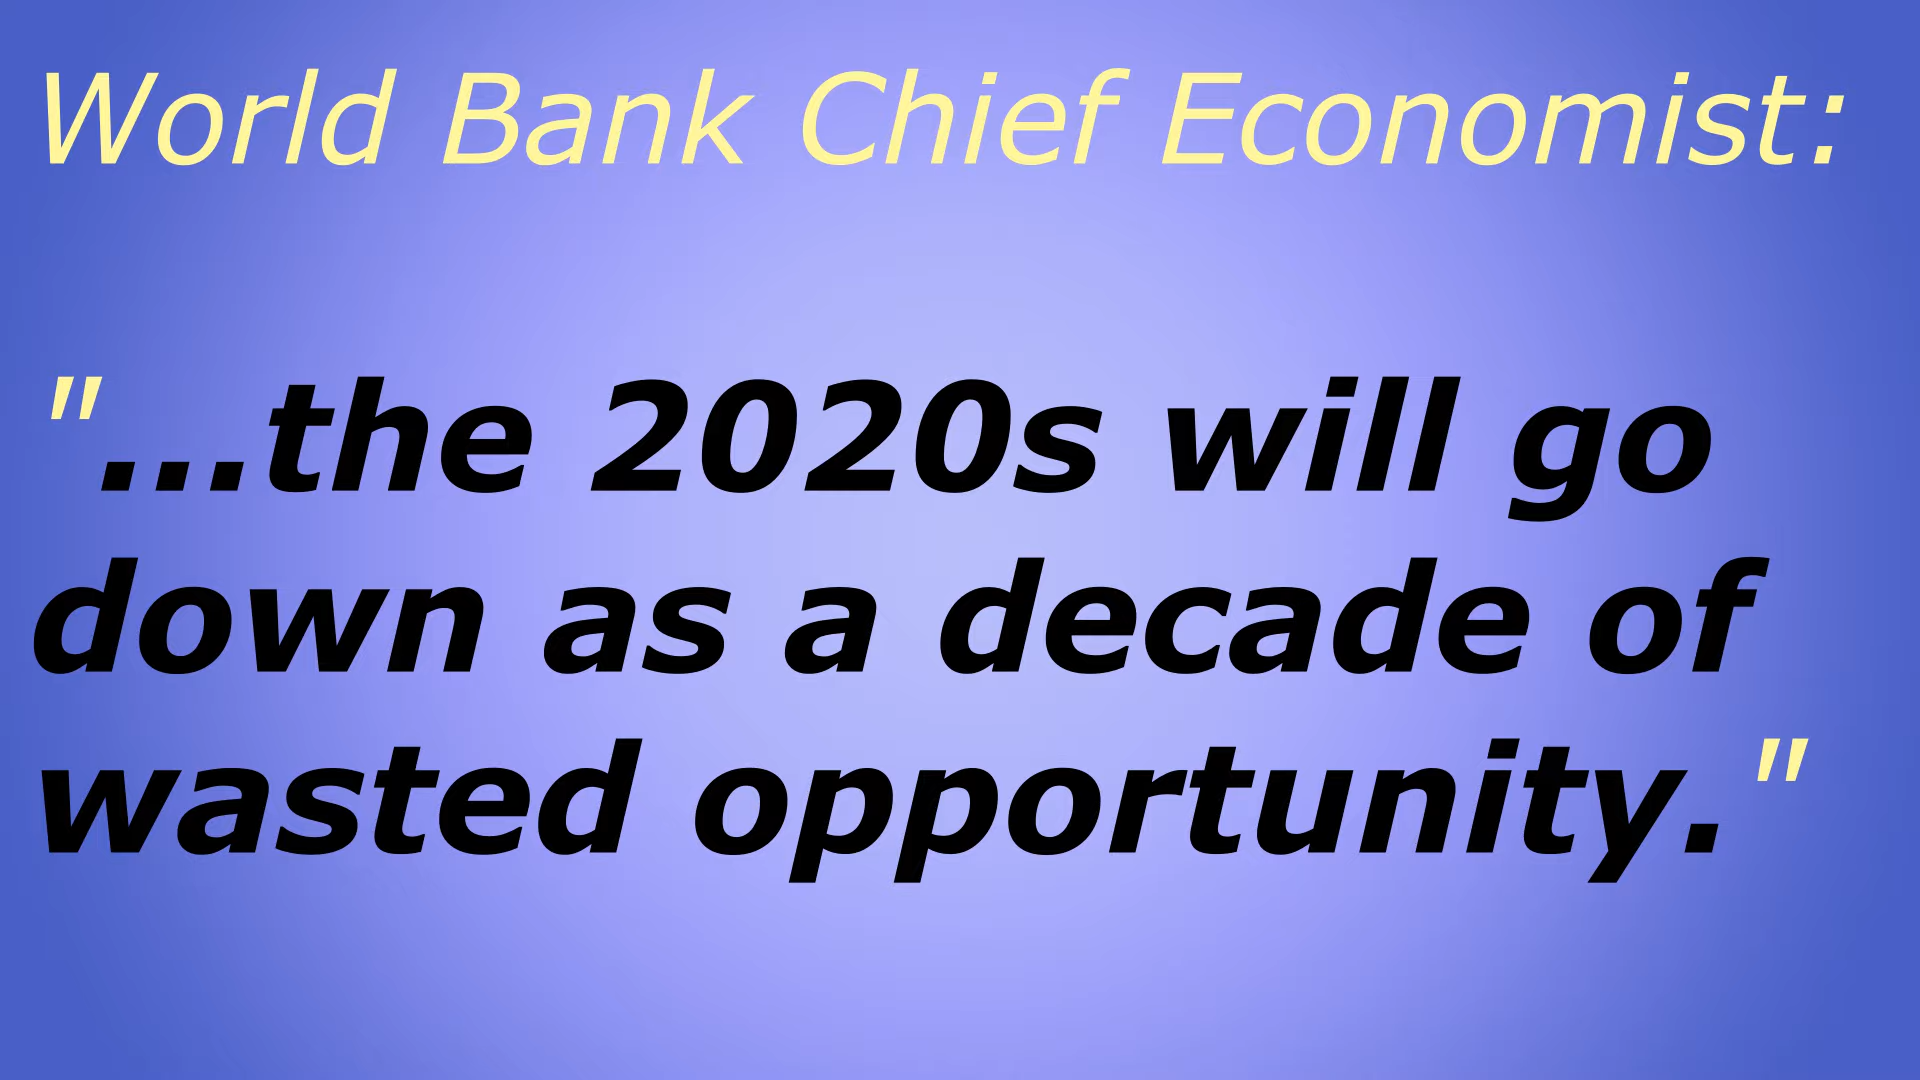 World Bank Chief Economist:
"...the 2020s will go
down as a decade of
wasted opportunity."